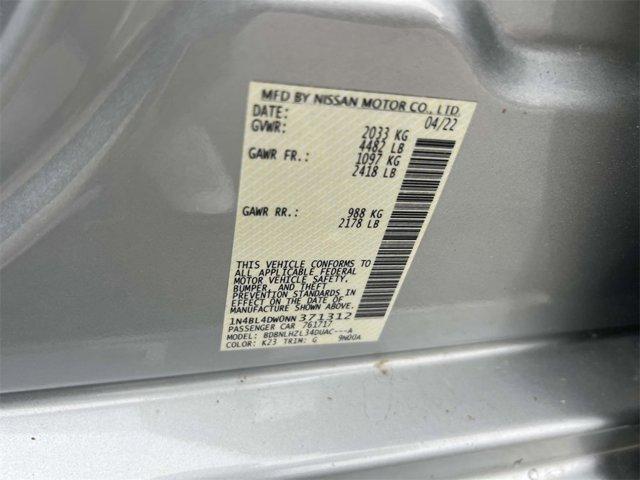 MFD BY NISSAN MOTOR CO., LTD.
DATE: 04/22
GVWR: 2033 KG
4482 LB
GAWR FR.: 1097 KG
2418 LB
GAWR RR.: 988 KG
2178 LB
THIS VEHICLE CONFORMS TO
ALL APPLICABLE FEDERAL
MOTOR VEHICLE SAFETY,
BUMPER, AND THEFT
PREVENTION STANDARDS IN
EFFECT ON THE DATE OF
MANUFACTURE SHOWN ABOVE.
1N4BL4DW0NN371312
PASSENGER CAR 761717
MODEL: BDBNLHZL34DUAC---A
COLOR: K23 TRIM: G 9N00A